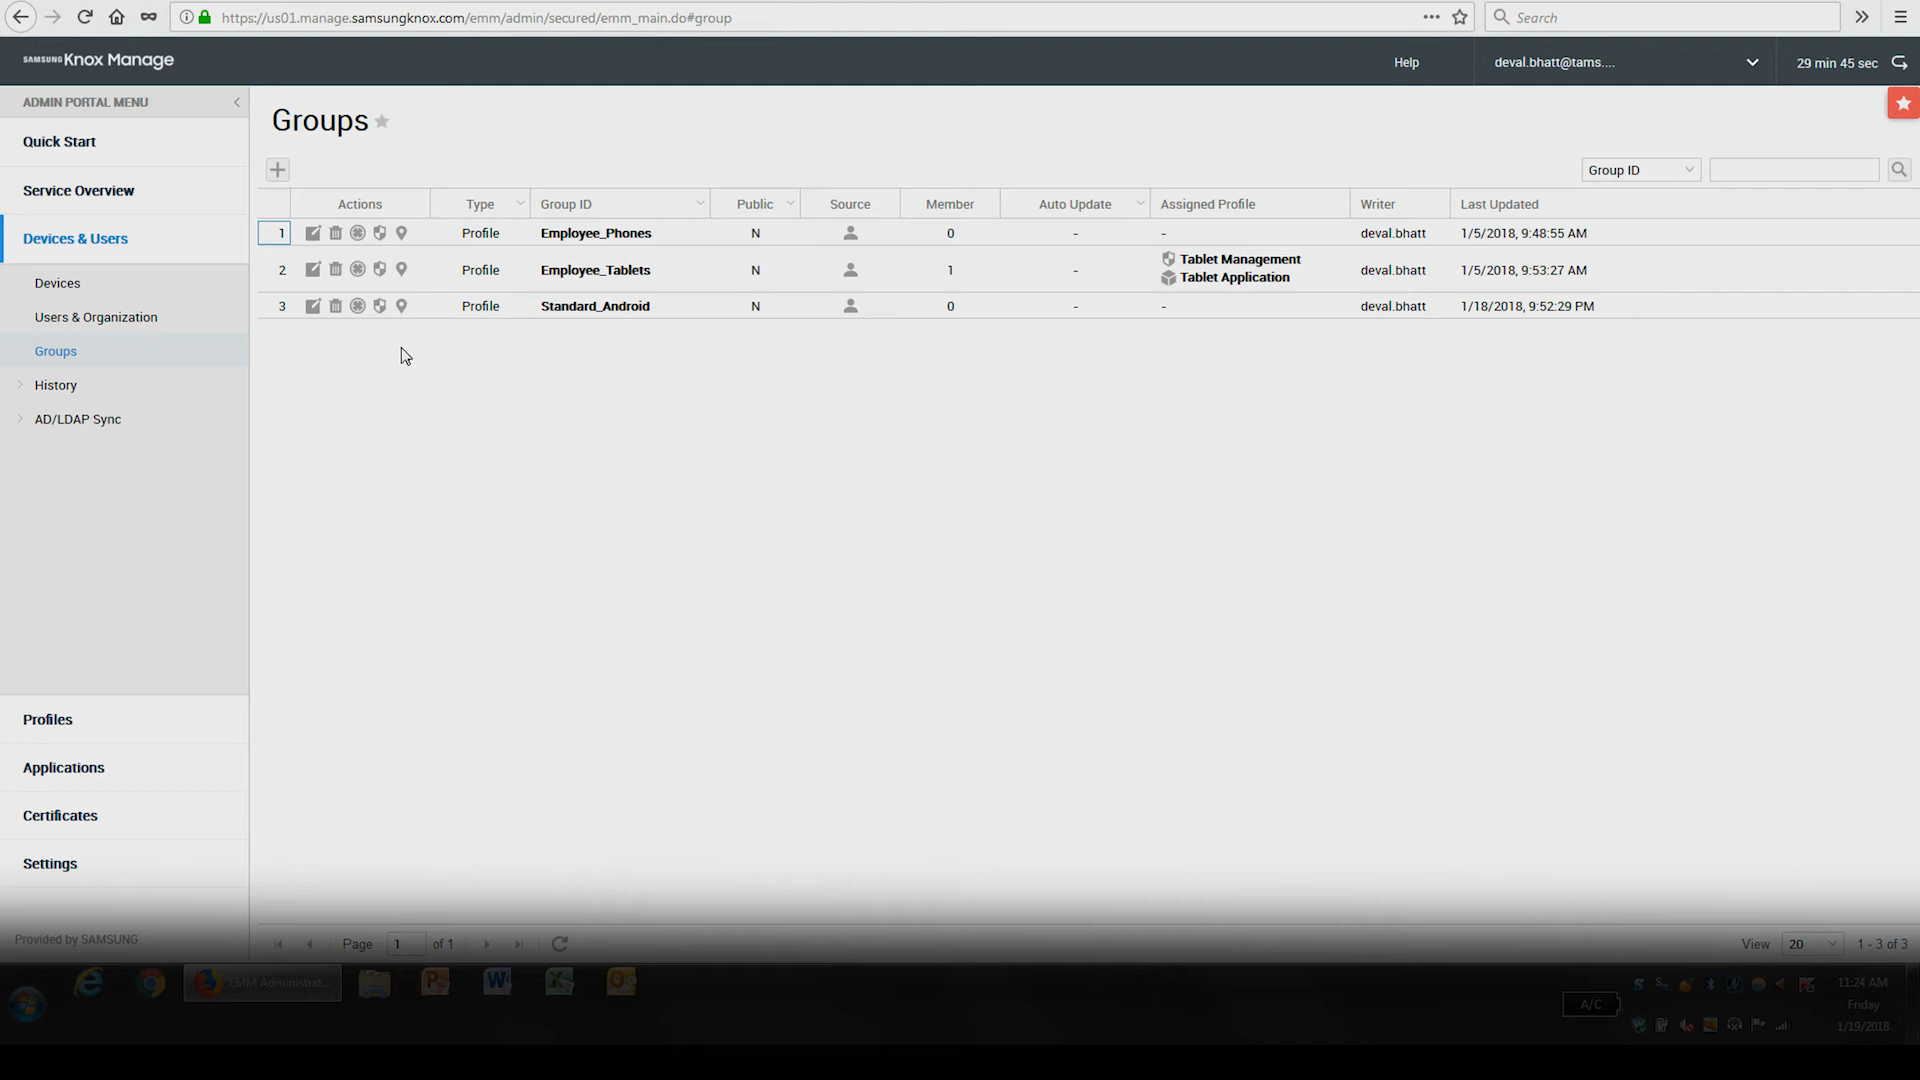 https://us01.manage.samsungknox.com/emm/admin/secured/emm_main.do#group
Search
SAMSUNG Knox Manage
Help
deval.bhatt@tams....
29 min 45 sec
ADMIN PORTAL MENU
Quick Start
Service Overview
Devices & Users
Devices
Users & Organization
Groups
History
AD/LDAP Sync
Profiles
Applications
Certificates
Settings
Provided by SAMSUNG
Groups
Group ID
Actions Type Group ID Public Source Member Auto Update Assigned Profile Writer Last Updated
1 Profile Employee_Phones N 0 - - deval.bhatt 1/5/2018, 9:48:55 AM
2 Profile Employee_Tablets N 1 - Tablet Management deval.bhatt 1/5/2018, 9:53:27 AM
Tablet Application
3 Profile Standard_Android N 0 - - deval.bhatt 1/18/2018, 9:52:29 PM
Page 1 of 1
View 20 1 - 3 of 3
EMM Administrat...
A/C
11:24 AM
Friday
1/19/2018